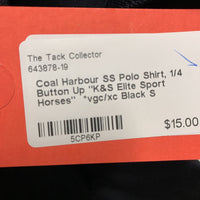 The Tack Collector
643878-19
Coal Harbour SS Polo Shirt, 1/4
Button Up "K&S Elite Sport
Horses" *vgc/xc Black S
$15.00
5CP6KP